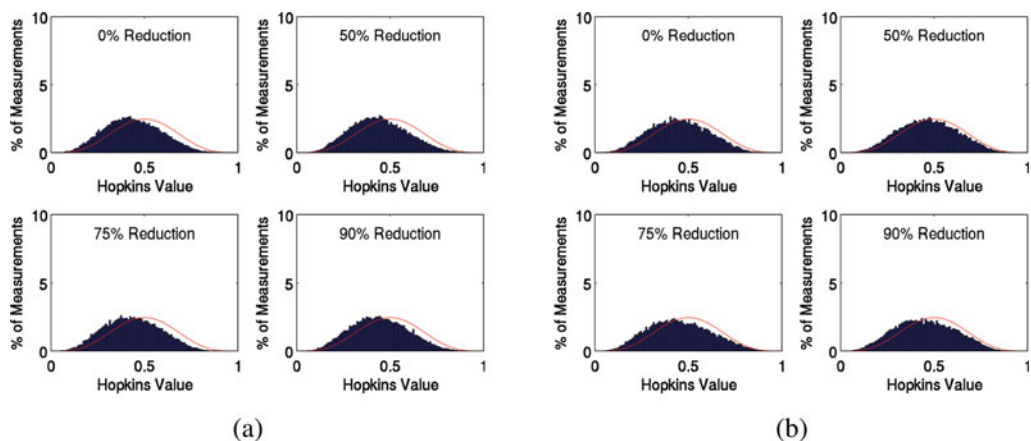 % of Measurements
10
5
0
0% Reduction
0 0.5 1
Hopkins Value
% of Measurements
10
5
0
50% Reduction
0 0.5 1
Hopkins Value
% of Measurements
10
5
0
75% Reduction
0 0.5 1
Hopkins Value
% of Measurements
10
5
0
90% Reduction
0 0.5 1
Hopkins Value
(a)
% of Measurements
10
5
0
0% Reduction
0 0.5 1
Hopkins Value
% of Measurements
10
5
0
50% Reduction
0 0.5 1
Hopkins Value
% of Measurements
10
5
0
75% Reduction
0 0.5 1
Hopkins Value
% of Measurements
10
5
0
90% Reduction
0 0.5 1
Hopkins Value
(b)